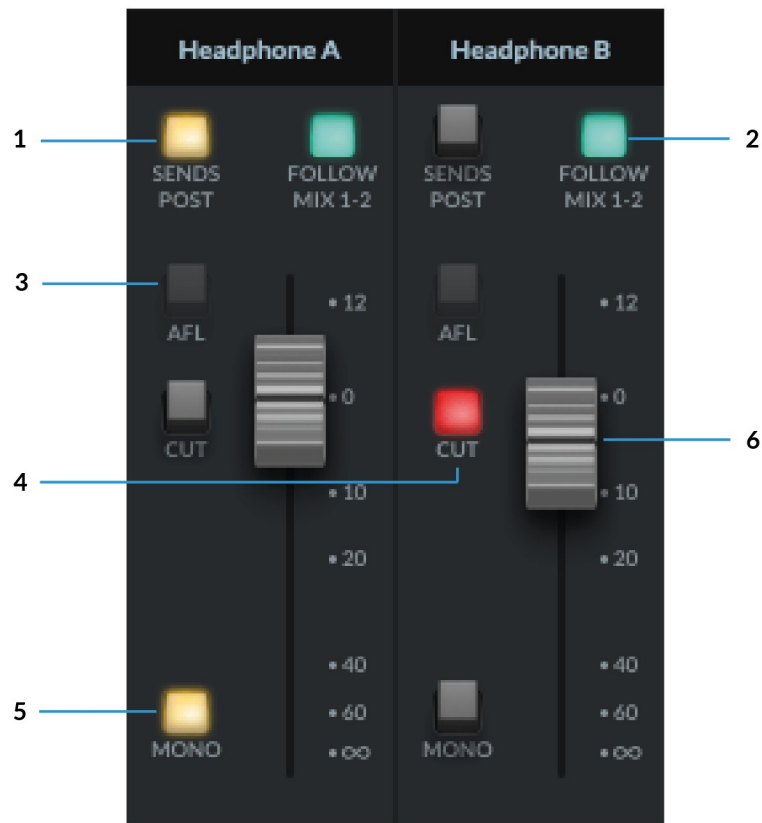 Headphone A
Headphone B
1
SENDS
POST
FOLLOW
MIX 1-2
SENDS
POST
FOLLOW
MIX 1-2
2
3
AFL
• 12
AFL
• 12
CUT
• 0
CUT
• 0
6
4
• 10
• 10
• 20
• 20
• 40
• 40
5
MONO
• 60
• ∞
MONO
• 60
• ∞